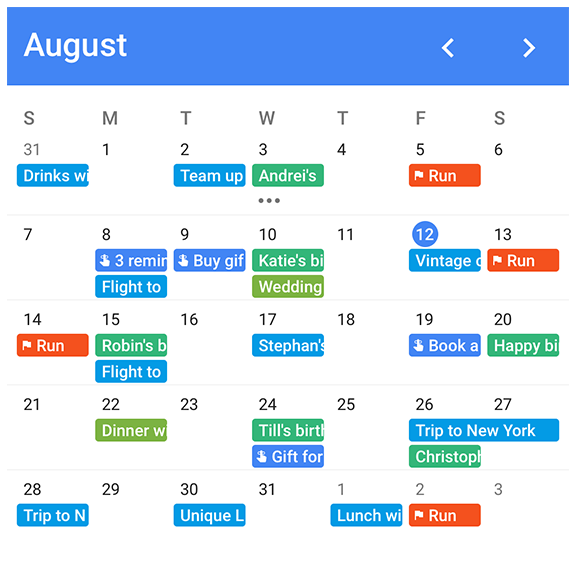 August
S M T W T F S
31 1 2 3 4 5 6
Drinks wi Team up Andrei's Run
7 8 9 10 11 12 13
3 remin Buy gif Katie's bi Vintage c Run
Flight to Wedding
14 15 16 17 18 19 20
Run Robin's b Stephan's Book a Happy bi
Flight to
21 22 23 24 25 26 27
Dinner w Till's birth Trip to New York
Gift for Christoph
28 29 30 31 1 2 3
Trip to N Unique L Lunch wi Run